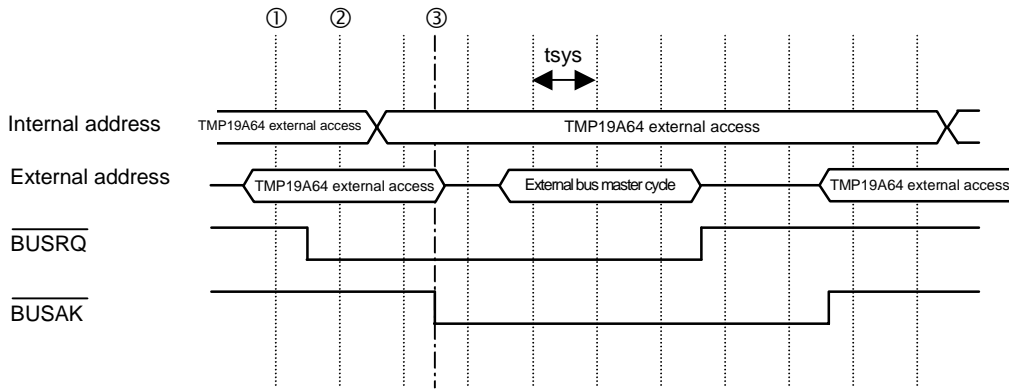 ① ② ③
tsys
Internal address TMP19A64 external access TMP19A64 external access
External address TMP19A64 external access External bus master cycle TMP19A64 external access
BUSRQ
BUSAK